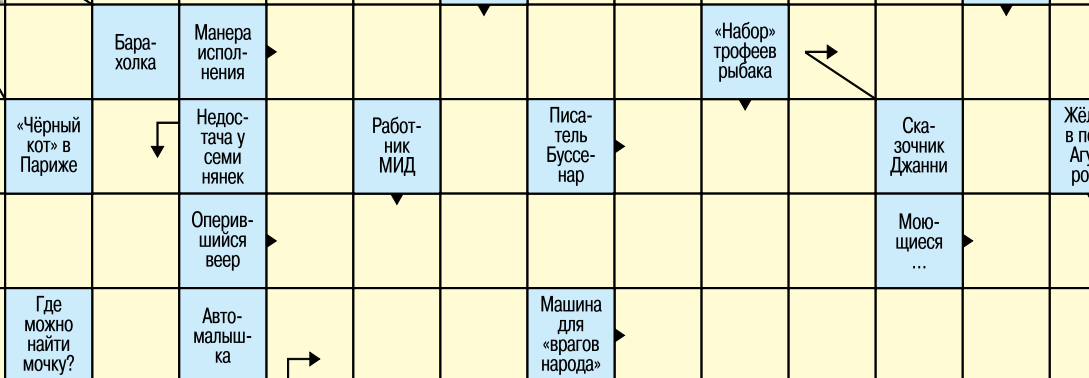 Бара-
холка
Манера
испол-
нения
«Набор»
трофеев
рыбака
«Чёрный
кот» в
Париже
Недос-
тача у
семи
нянек
Работ-
ник
МИД
Писа-
тель
Буссе-
нар
Ска-
зочник
Джанни
Оперив-
шийся
веер
Мою-
щиеся
...
Где
можно
найти
мочку?
Авто-
малыш-
ка
Машина
для
«врагов
народа»